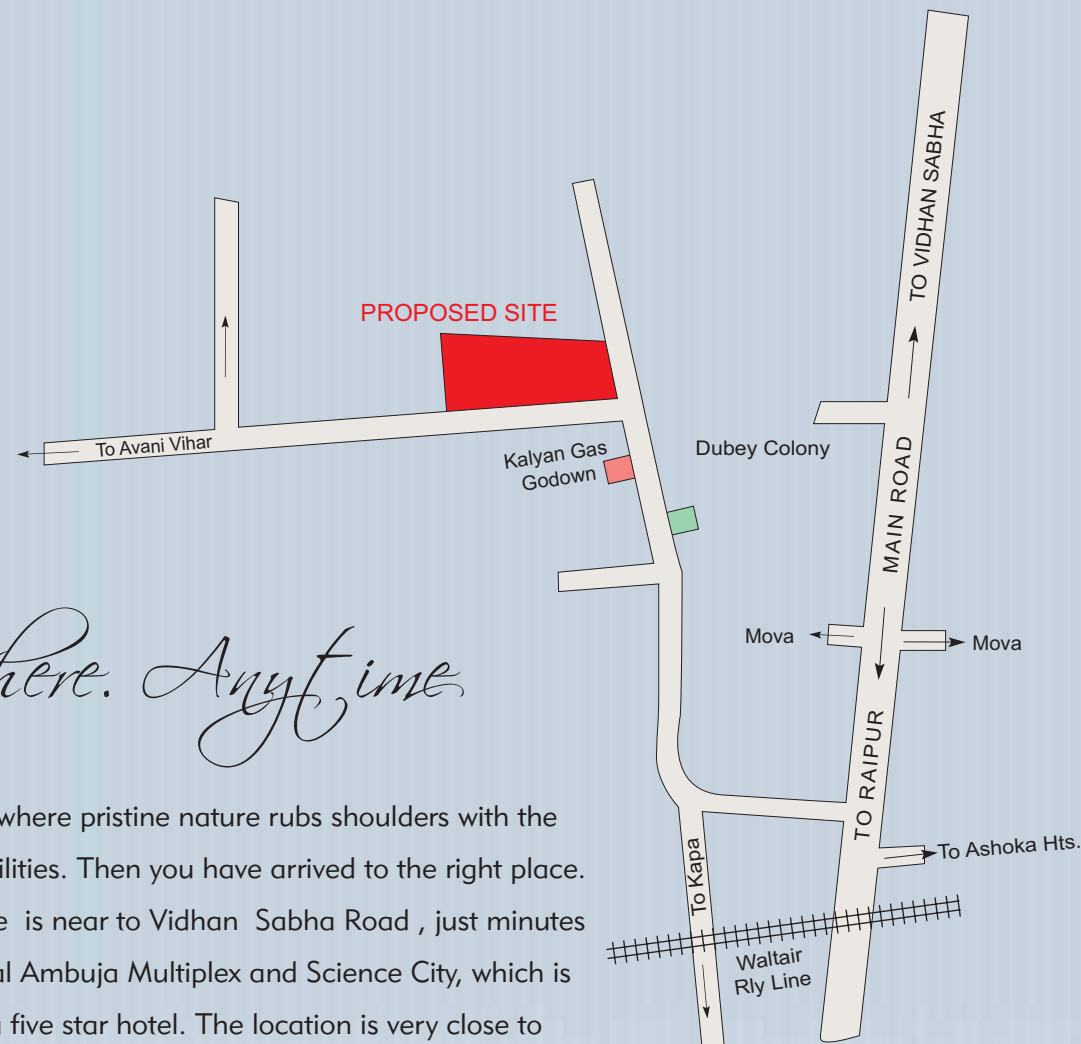 TO VIDHAN SABHA
PROPOSED SITE
To Avani Vihar
Kalyan Gas
Godown
Dubey Colony
MAIN ROAD
Mova
Mova
here. Anytime
TO RAIPUR
where pristine nature rubs shoulders with the
Then you have arrived to the right place.
is near to Vidhan Sabha Road , just minutes
Ambuja Multiplex and Science City, which is
five star hotel. The location is very close to
To Ashoka Hts.
To Kapa
Waltair
Rly Line